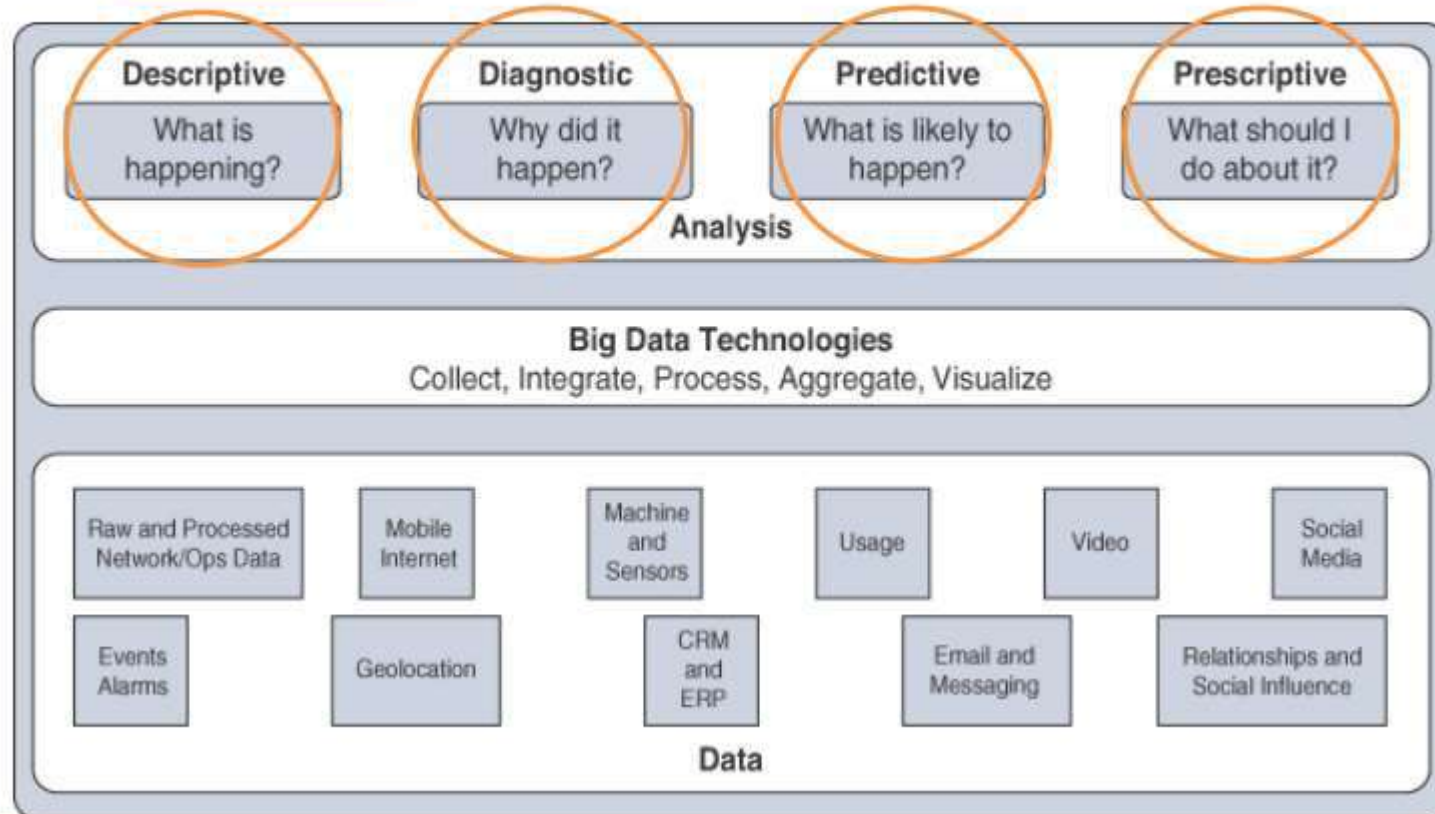 Descriptive
What is
happening?
Diagnostic
Why did it
happen?
Predictive
What is likely to
happen?
Prescriptive
What should I
do about it?
Analysis
Big Data Technologies
Collect, Integrate, Process, Aggregate, Visualize
Raw and Processed
Network/Ops Data
Mobile
Internet
Machine
and
Sensors
Usage
Video
Social
Media
Events
Alarms
Geolocation
CRM
and
ERP
Email and
Messaging
Relationships and
Social Influence
Data